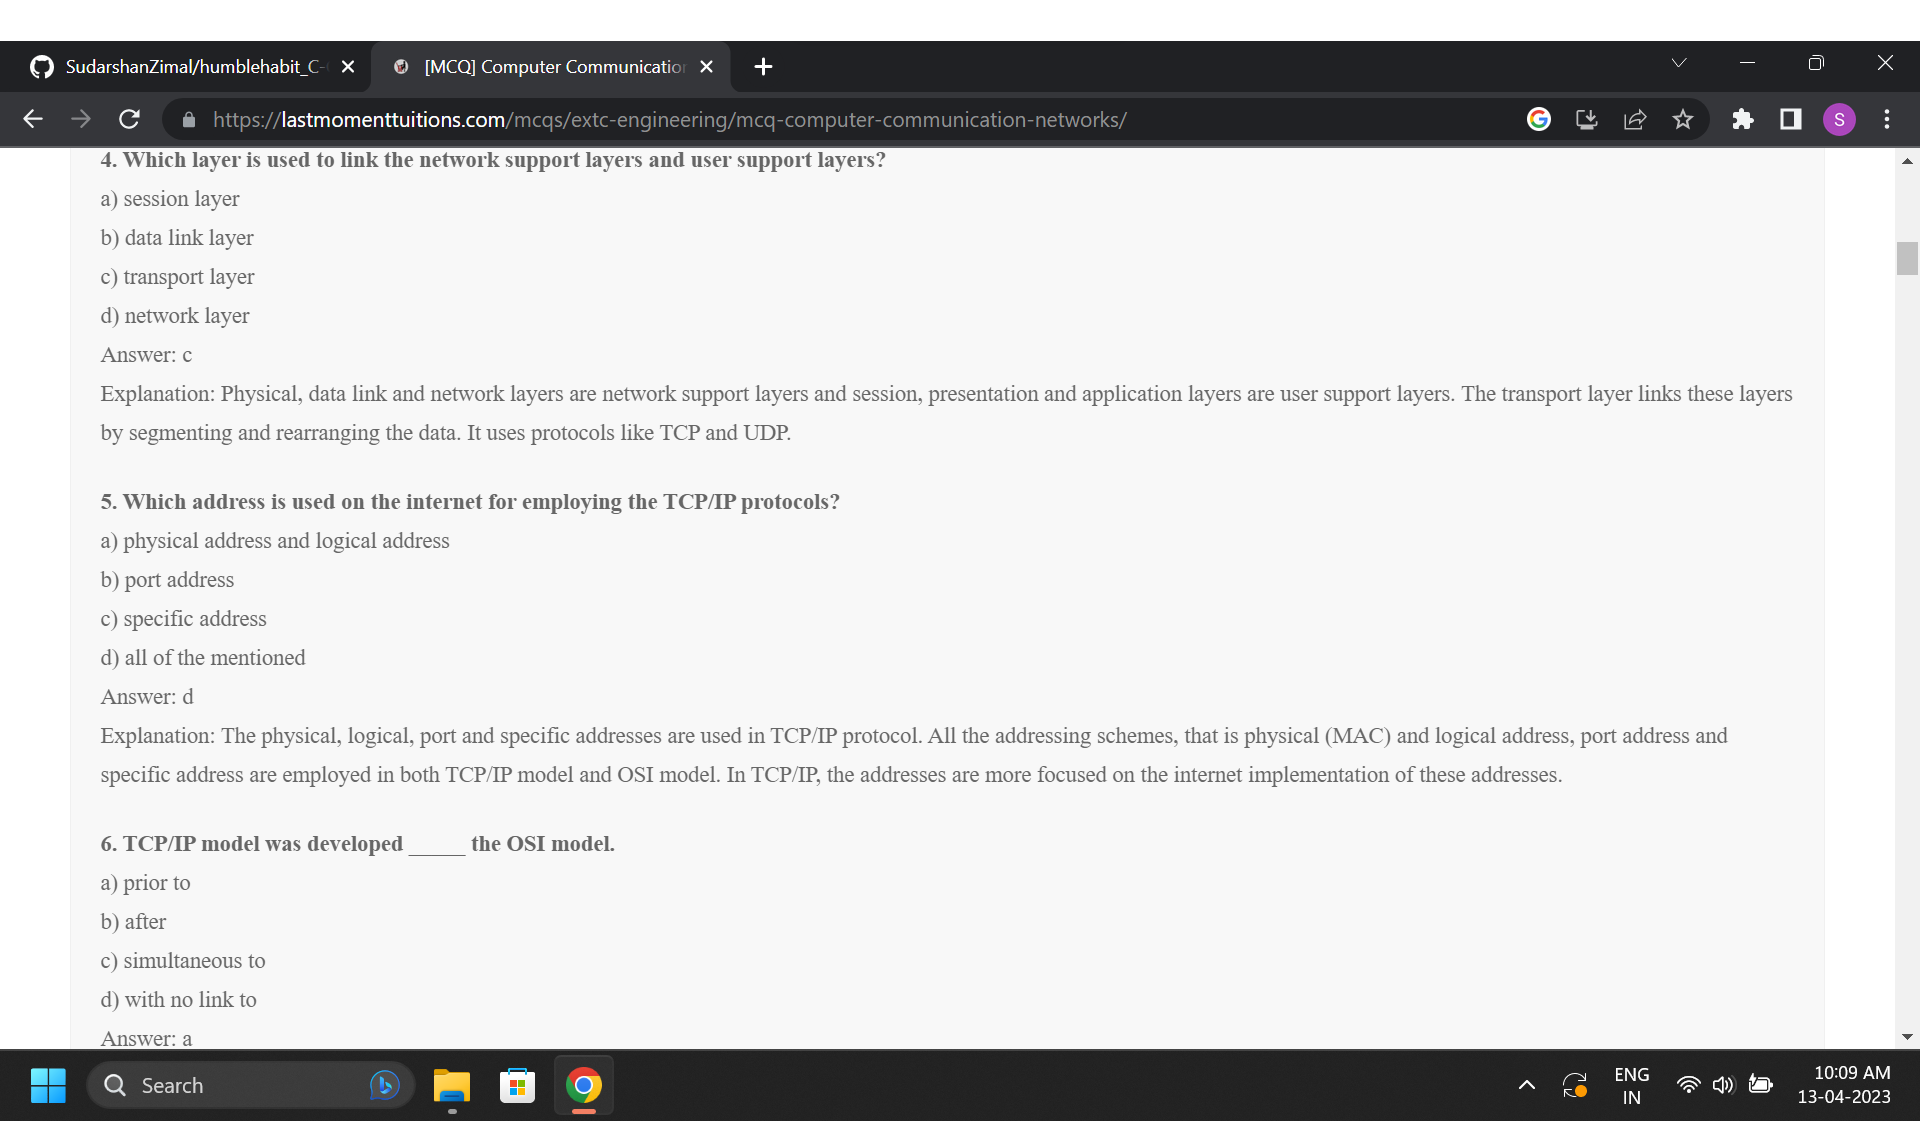 SudarshanZimal/humblehabit_C-
[MCQ] Computer Communication
https://lastmomenttuitions.com/mcqs/extc-engineering/mcq-computer-communication-networks/
S
4. Which layer is used to link the network support layers and user support layers?
a) session layer
b) data link layer
c) transport layer
d) network layer
Answer: c
Explanation: Physical, data link and network layers are network support layers and session, presentation and application layers are user support layers. The transport layer links these layers
by segmenting and rearranging the data. It uses protocols like TCP and UDP.
5. Which address is used on the internet for employing the TCP/IP protocols?
a) physical address and logical address
b) port address
c) specific address
d) all of the mentioned
Answer: d
Explanation: The physical, logical, port and specific addresses are used in TCP/IP protocol. All the addressing schemes, that is physical (MAC) and logical address, port address and
specific address are employed in both TCP/IP model and OSI model. In TCP/IP, the addresses are more focused on the internet implementation of these addresses.
6. TCP/IP model was developed _____ the OSI model.
a) prior to
b) after
c) simultaneous to
d) with no link to
Answer: a
Search
ENG
IN
10:09 AM
13-04-2023